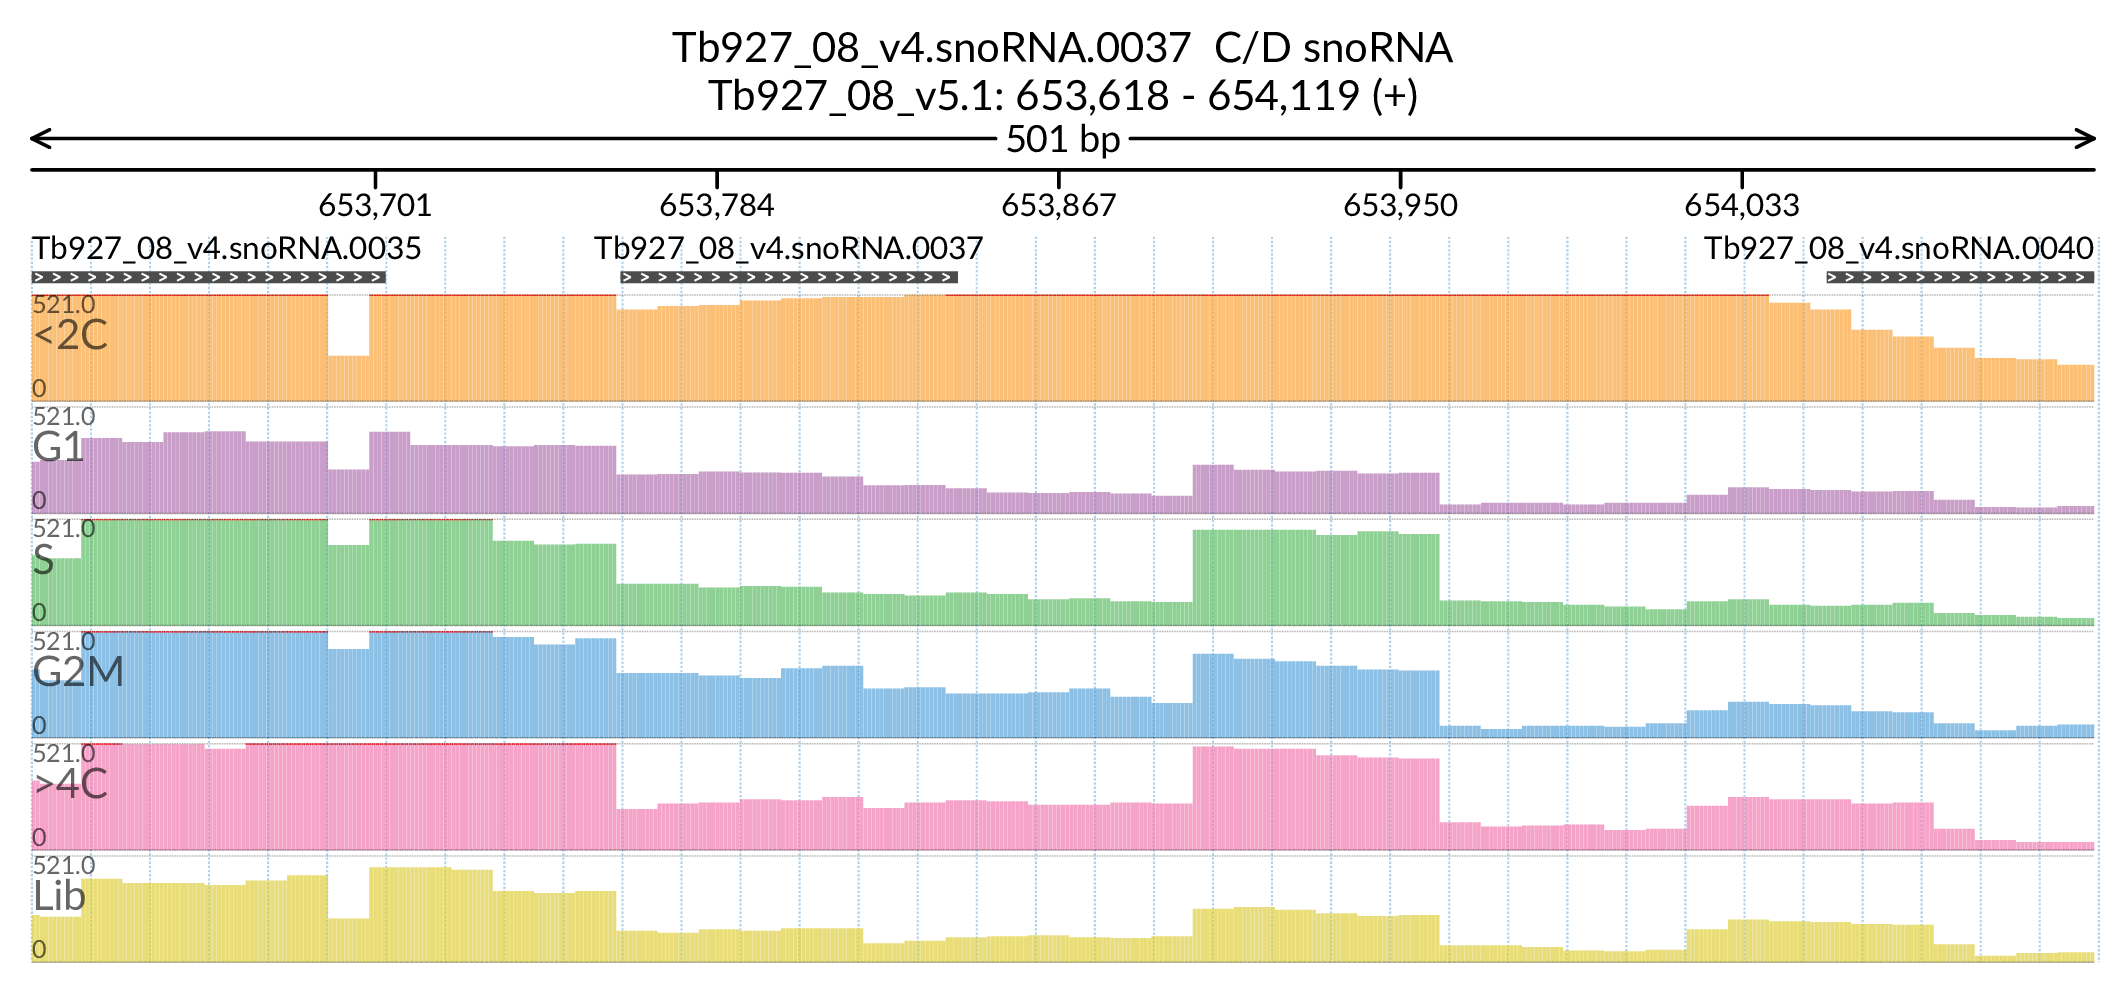 Tb927_08_v4.snoRNA.0037  C/D snoRNA
Tb927_08_v5.1: 653,618 - 654,119 (+)
501 bp
653,701 653,784 653,867 653,950 654,033
Tb927_08_v4.snoRNA.0035 Tb927_08_v4.snoRNA.0037 Tb927_08_v4.snoRNA.0040
521.0
<2C
0
521.0
G1
0
521.0
S
0
521.0
G2M
0
521.0
>4C
0
521.0
Lib
0